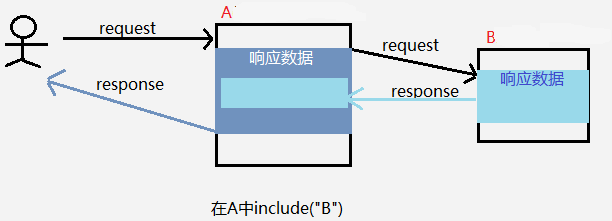 A
request
响应数据
response
request
response
B
响应数据
在A中include("B")